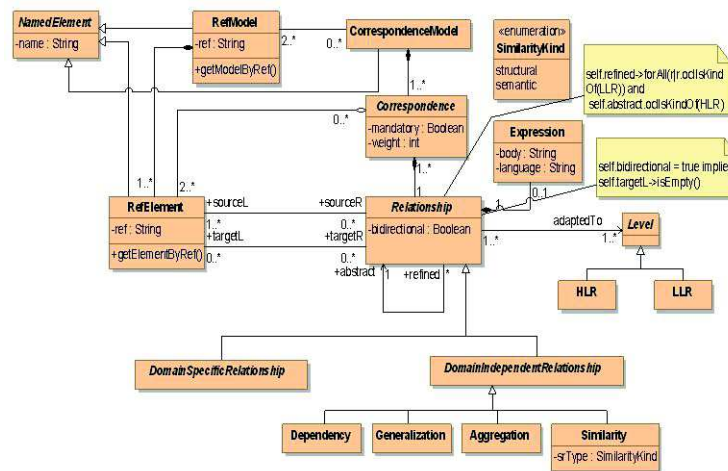 NamedElement
-name : String
RefModel
-ref : String
+getModelByRef()
2..*
0..*
CorrespondenceModel
«enumeration»
SimilarityKind
structural
semantic
self.refined->forAll(r|r.oclIsKind
Of(LLR)) and
self.abstract.oclIsKindOf(HLR)
1..*
0..*
Correspondence
-mandatory : Boolean
-weight : int
Expression
-body : String
-language : String
self.bidirectional = true implie
self.targetL->isEmpty()
1..*
2..*
1..*
1
1
0..1
RefElement
-ref : String
+getElementByRef()
+sourceL
+sourceR
1..*
0..*
+targetL
+targetR
0..*
0..*
Relationship
-bidirectional : Boolean
1..*
adaptedTo
1..*
Level
+abstract
1
+refined
*
HLR
LLR
DomainSpecificRelationship
DomainIndependentRelationship
Dependency
Generalization
Aggregation
Similarity
-srType : SimilarityKind